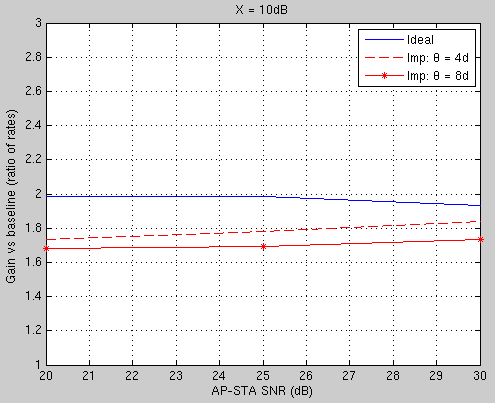 X = 10dB
Ideal
Imp: θ = 4d
Imp: θ = 8d
Gain vs baseline (ratio of rates)
3
2.8
2.6
2.4
2.2
2
1.8
1.6
1.4
1.2
1
20 21 22 23 24 25 26 27 28 29 30
AP-STA SNR (dB)